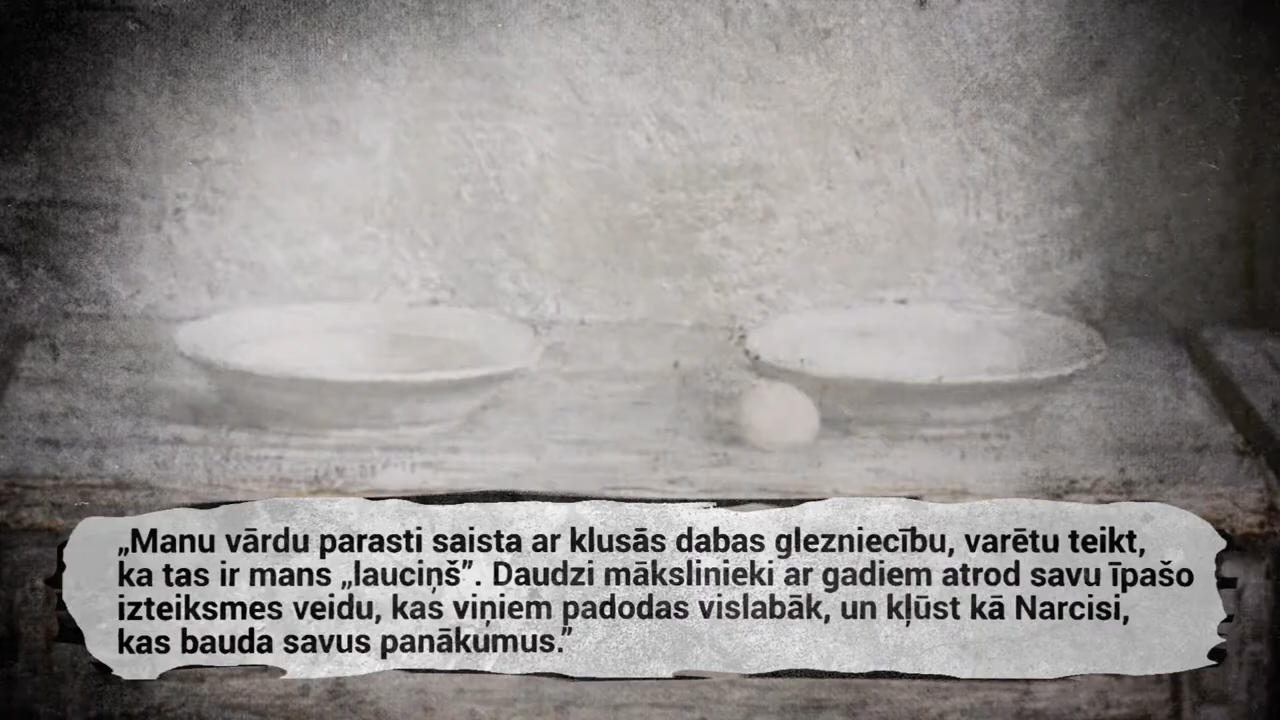 „Manu vārdu parasti saista ar klusās dabas glezniecību, varētu teikt,
ka tas ir mans „lauciņš”. Daudzi mākslinieki ar gadiem atrod savu īpašo
izteiksmes veidu, kas viņiem padodas vislabāk, un kļūst kā Narcisi,
kas bauda savus panākumus.”